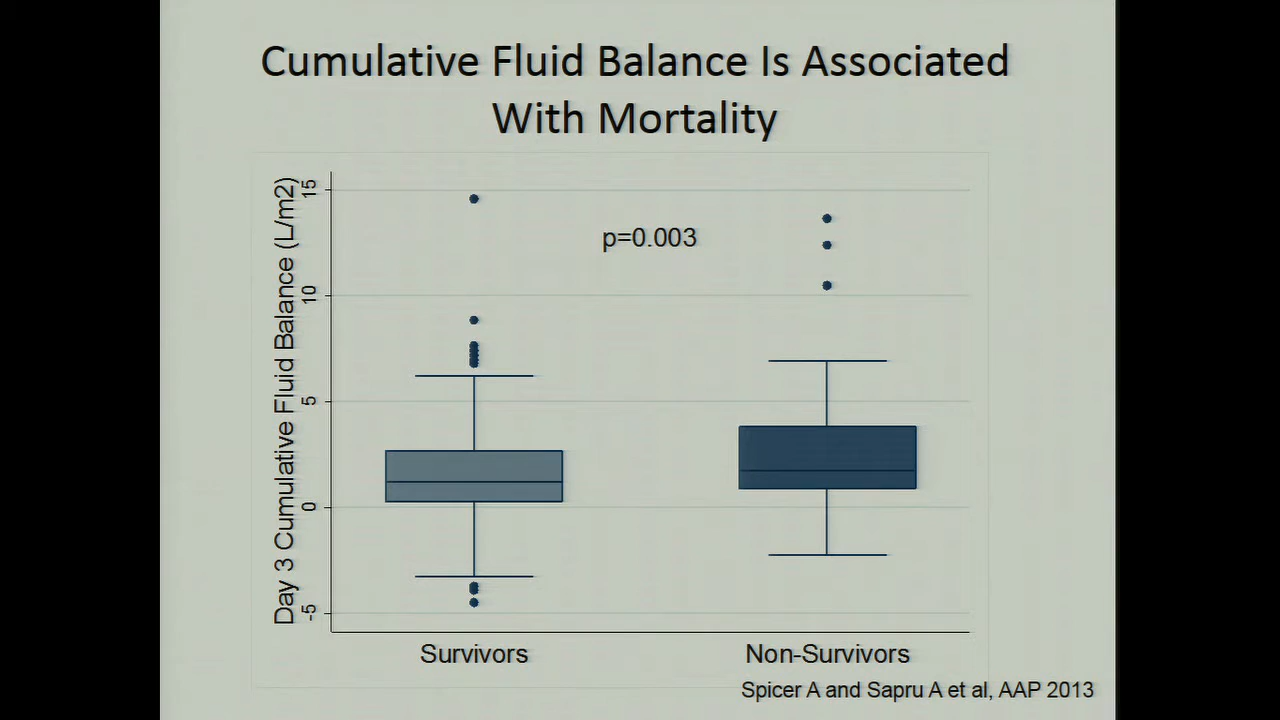 Cumulative Fluid Balance Is Associated
With Mortality
Day 3 Cumulative Fluid Balance (L/m2)
15
10
5
0
-5
p=0.003
Survivors
Non-Survivors
Spicer A and Sapru A et al, AAP 2013